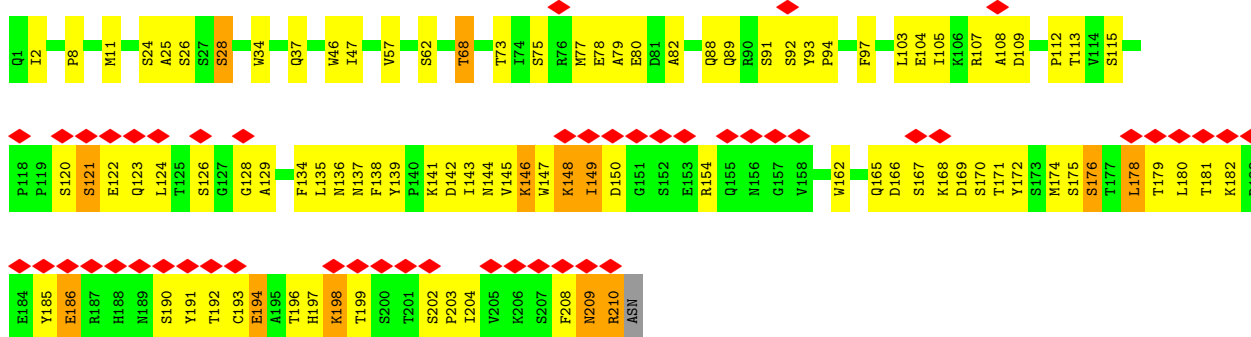 Q1 I2 P8 M11 S24 A25 S26 S27 S28 W34 Q37 W46 I47 V57 S62 T68 T73 I74 S75 R76 M77 E78 A79 E80 D81 A82 Q88 Q89 R90 S91 S92 Y93 P94 F97 L103 E104 I105 K106 R107 A108 D109 P112 T113 V114 S115
P118 P119 S120 S121 E122 Q123 L124 T125 S126 G127 G128 A129 F134 L135 N136 N137 F138 Y139 P140 K141 D142 I143 N144 V145 K146 W147 K148 I149 D150 G151 S152 E153 R154 Q155 N156 G157 V158 W162 Q165 D166 S167 K168 D169 S170 T171 Y172 S173 M174 S175 S176 T177 L178 T179 L180 T181 K182
E184 Y185 E186 R187 H188 N189 S190 Y191 T192 C193 E194 A195 T196 H197 K198 T199 S200 T201 S202 P203 I204 V205 K206 S207 F208 N209 R210 ASN